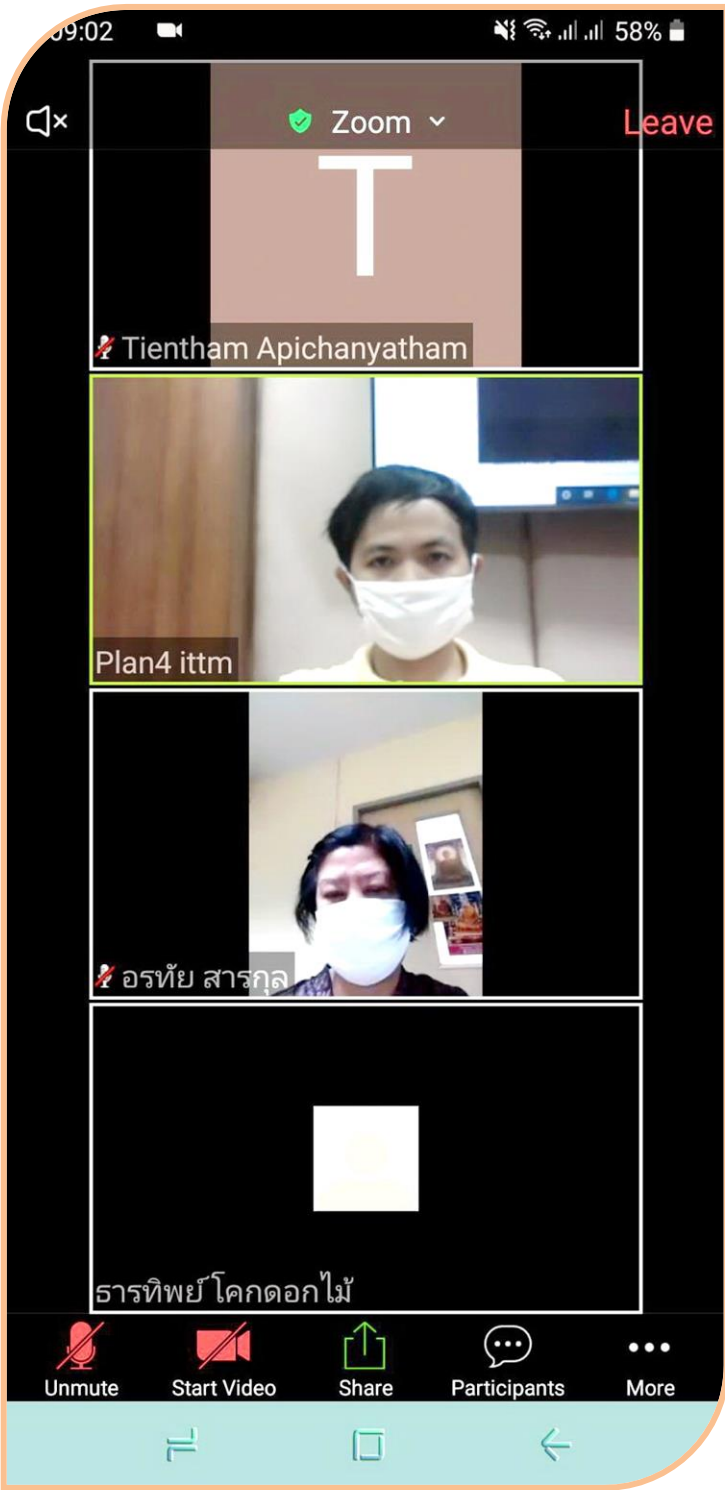 09:02 58%
Zoom Leave
T
Tientham Apichanyatham
Plan4 ittm
อรทัย สารกุล
ธารทิพย์ โคกดอกไม้
Unmute Start Video Share Participants More